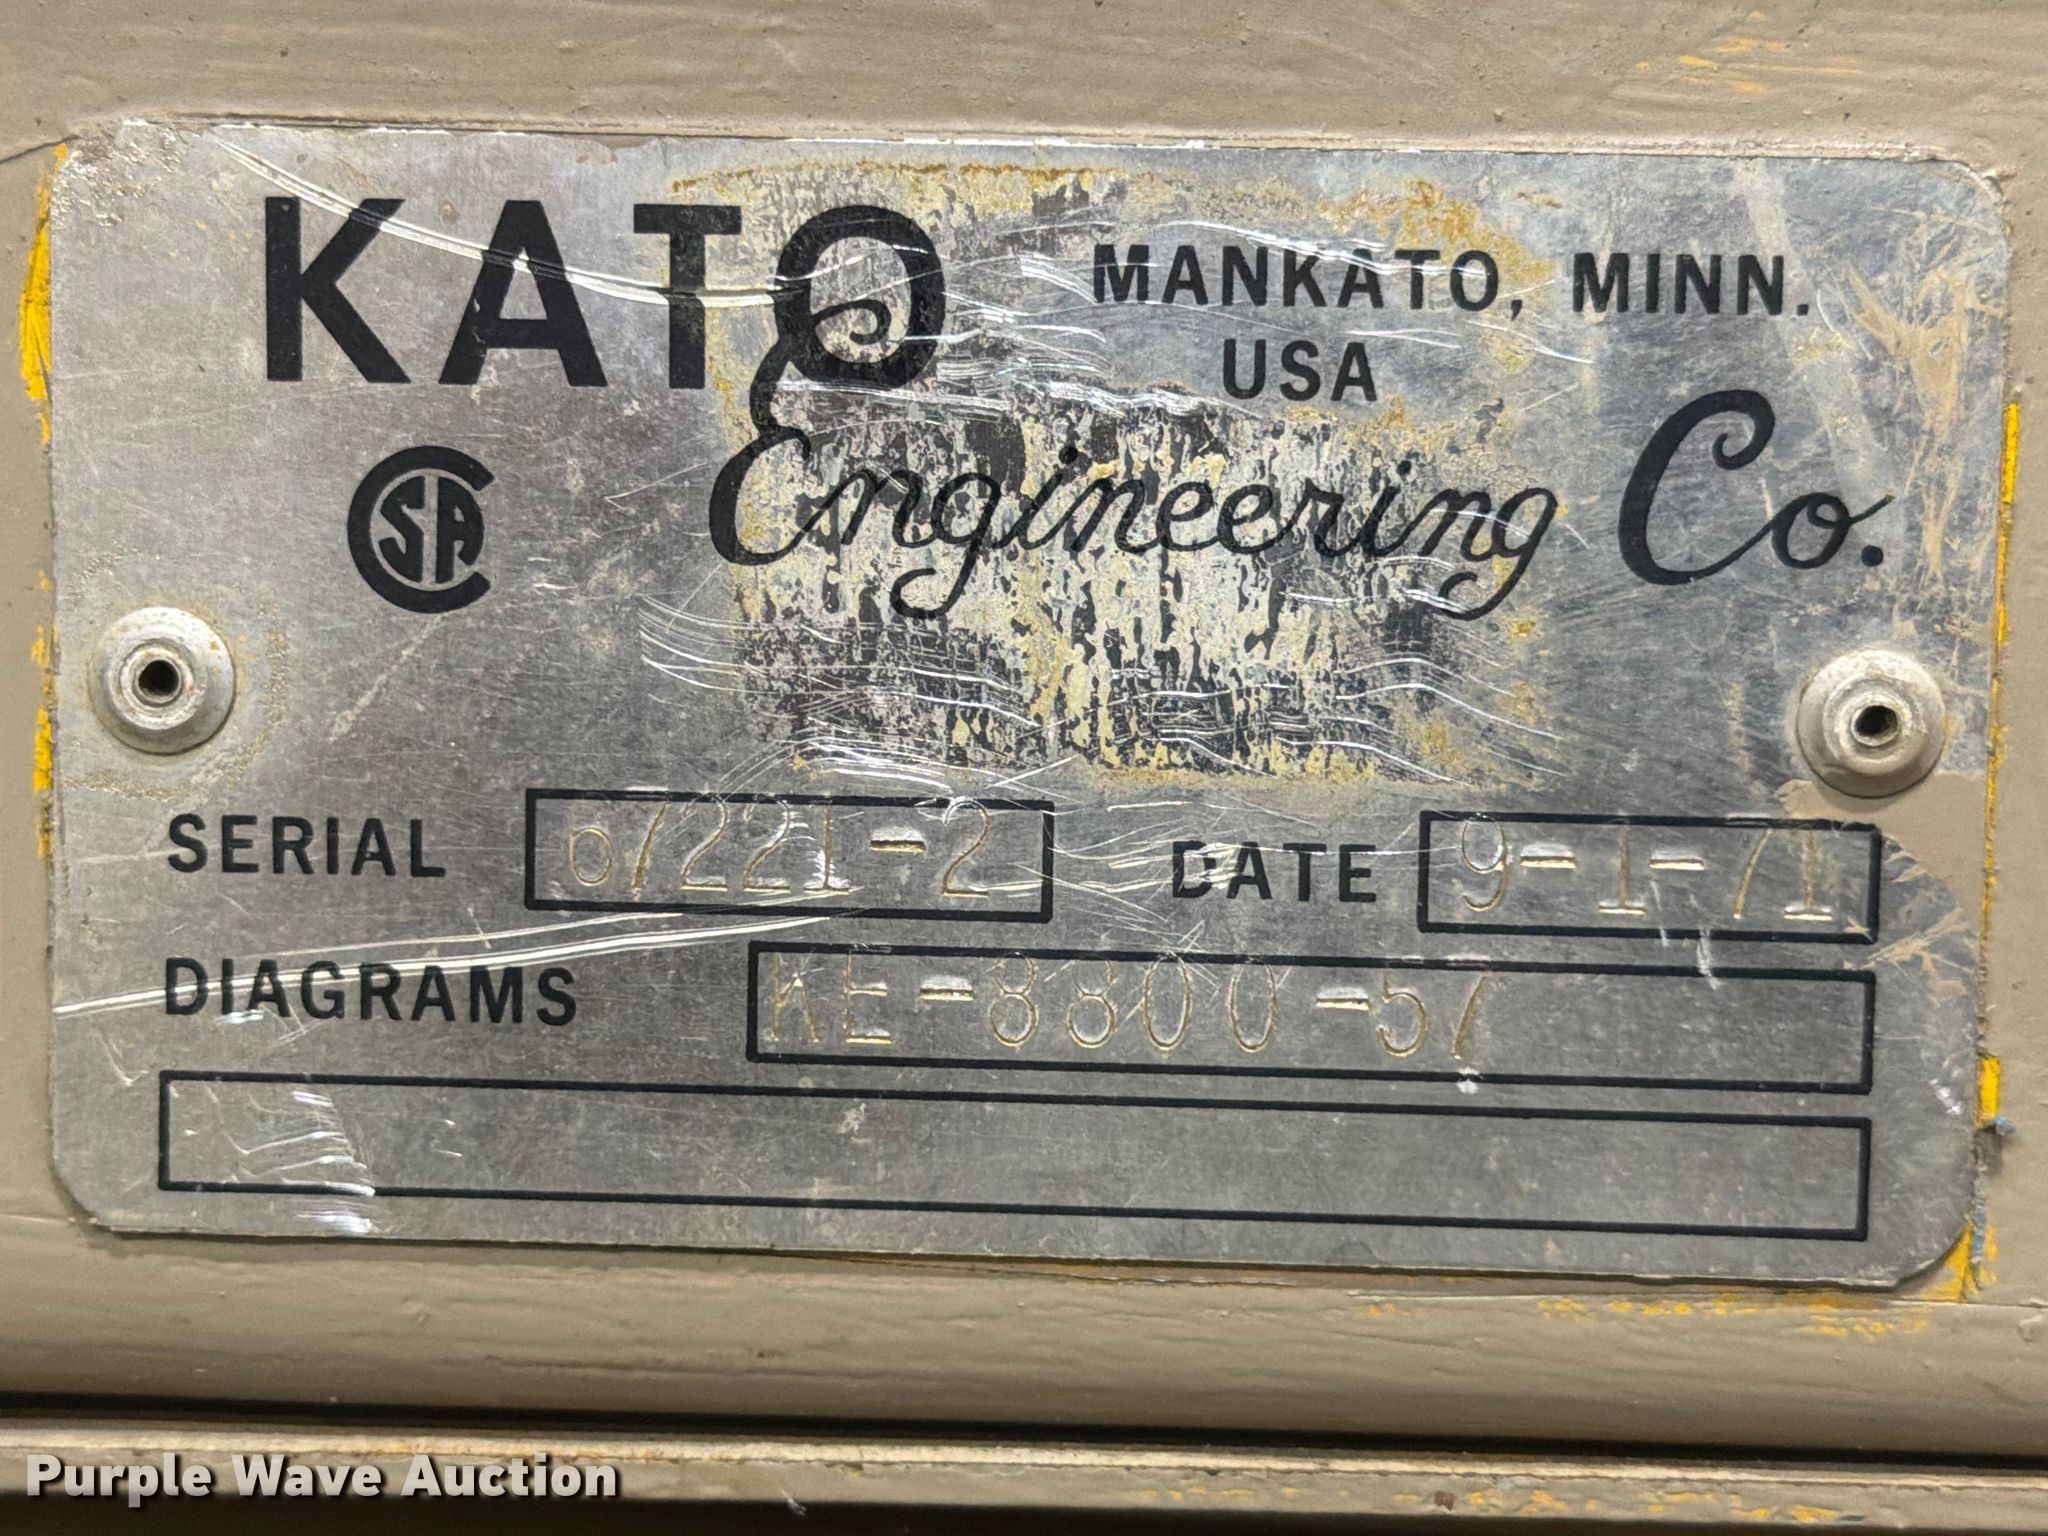 KATO
MANKATO, MINN.
USA
Engineering Co.
CSA
SERIAL 67221-2 DATE 9-1-71
DIAGRAMS KE-8800-57
Purple Wave Auction